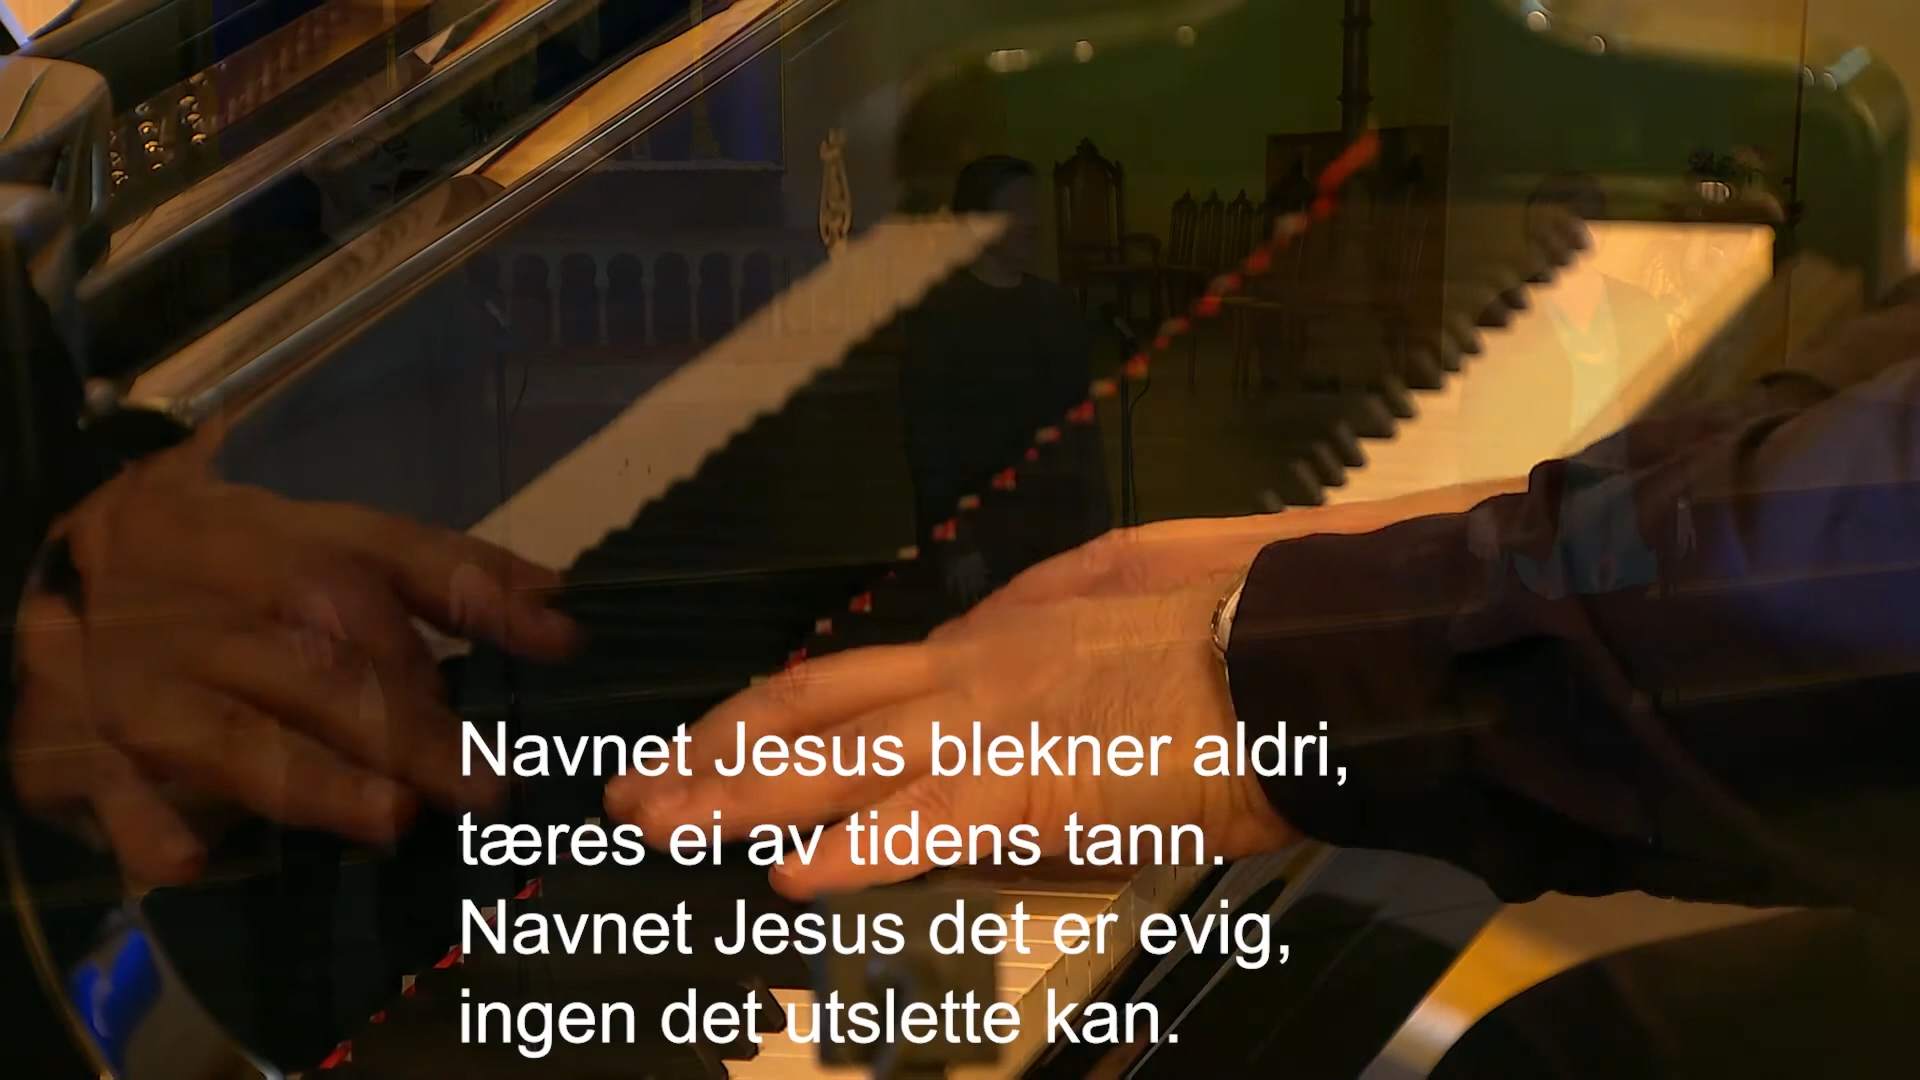 Navnet Jesus blekner aldri,
tæres ei av tidens tann.
Navnet Jesus det er evig,
ingen det utslette kan.